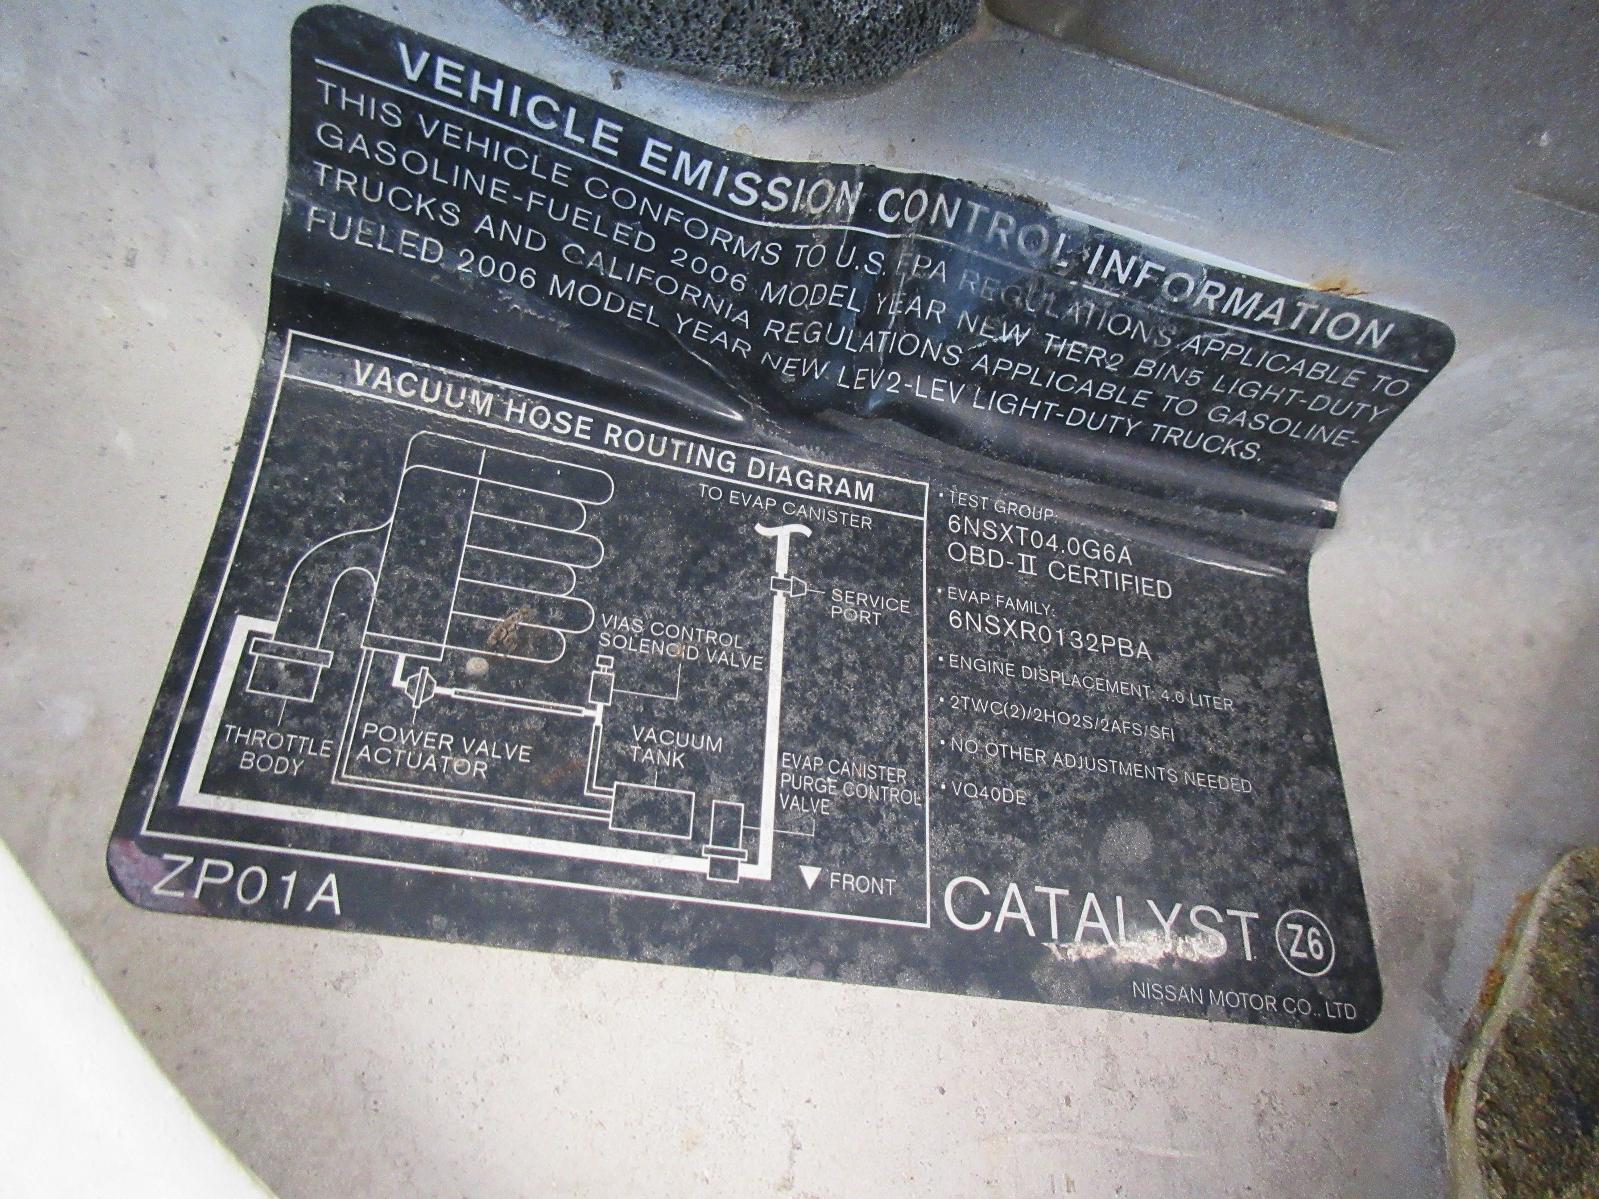 VEHICLE EMISSION CONTROL INFORMATION
THIS VEHICLE CONFORMS TO U.S. EPA REGULATIONS APPLICABLE TO
GASOLINE-FUELED 2006 MODEL YEAR NEW TIER2 BIN5 LIGHT-DUTY
TRUCKS AND CALIFORNIA REGULATIONS APPLICABLE TO GASOLINE-
FUELED 2006 MODEL YEAR NEW LEV2-LEV LIGHT-DUTY TRUCKS.
VACUUM HOSE ROUTING DIAGRAM
TO EVAP CANISTER
SERVICE
PORT
VIAS CONTROL
SOLENOID VALVE
THROTTLE
BODY
POWER VALVE
ACTUATOR
VACUUM
TANK
EVAP CANISTER
PURGE CONTROL
VALVE
▼ FRONT
• TEST GROUP:
6NSXT04.0G6A
OBD-II CERTIFIED
• EVAP FAMILY:
6NSXR0132PBA
• ENGINE DISPLACEMENT: 4.0 LITER
• 2TWC(2)/2HO2S/2AFS/SFI
• NO OTHER ADJUSTMENTS NEEDED
• VQ40DE
ZP01A
CATALYST Z6
NISSAN MOTOR CO., LTD